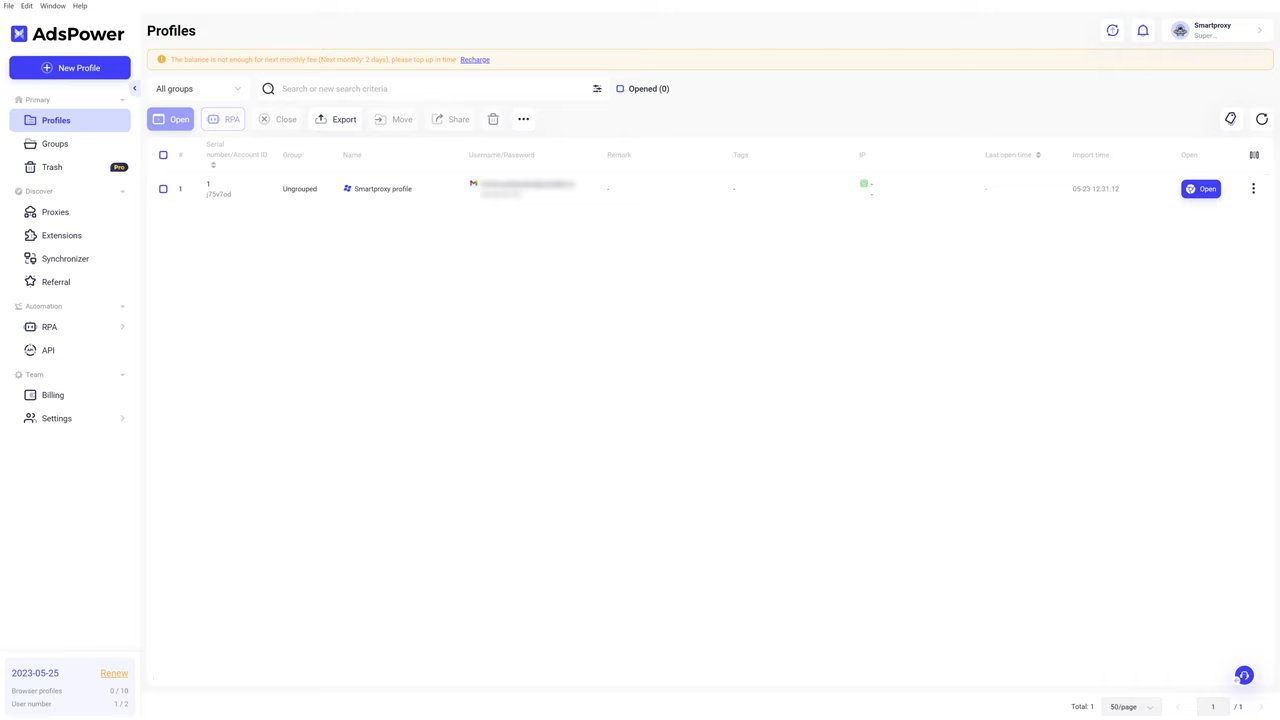 File Edit Window Help
AdsPower
Profiles
Smartproxy
Super...
New Profile
The balance is not enough for next monthly fee (Next monthly: 2 days), please top up in time. Recharge
All groups
Search or new search criteria
Opened (0)
Primary
Profiles
Open
RPA
Close
Export
Move
Share
Groups
# Serial number/Account ID Group Name Username/Password Remark Tags IP Last open time Import time Open
Trash Pro
1 1 Ungrouped Smartproxy profile - - - - 05-23 12:31:12 Open
j75v7od -
Discover
Proxies
Extensions
Synchronizer
Referral
Automation
RPA
API
Team
Billing
Settings
2023-05-25 Renew
Browser profiles 0 / 10
User number 1 / 2
Total: 1 50/page 1 / 1